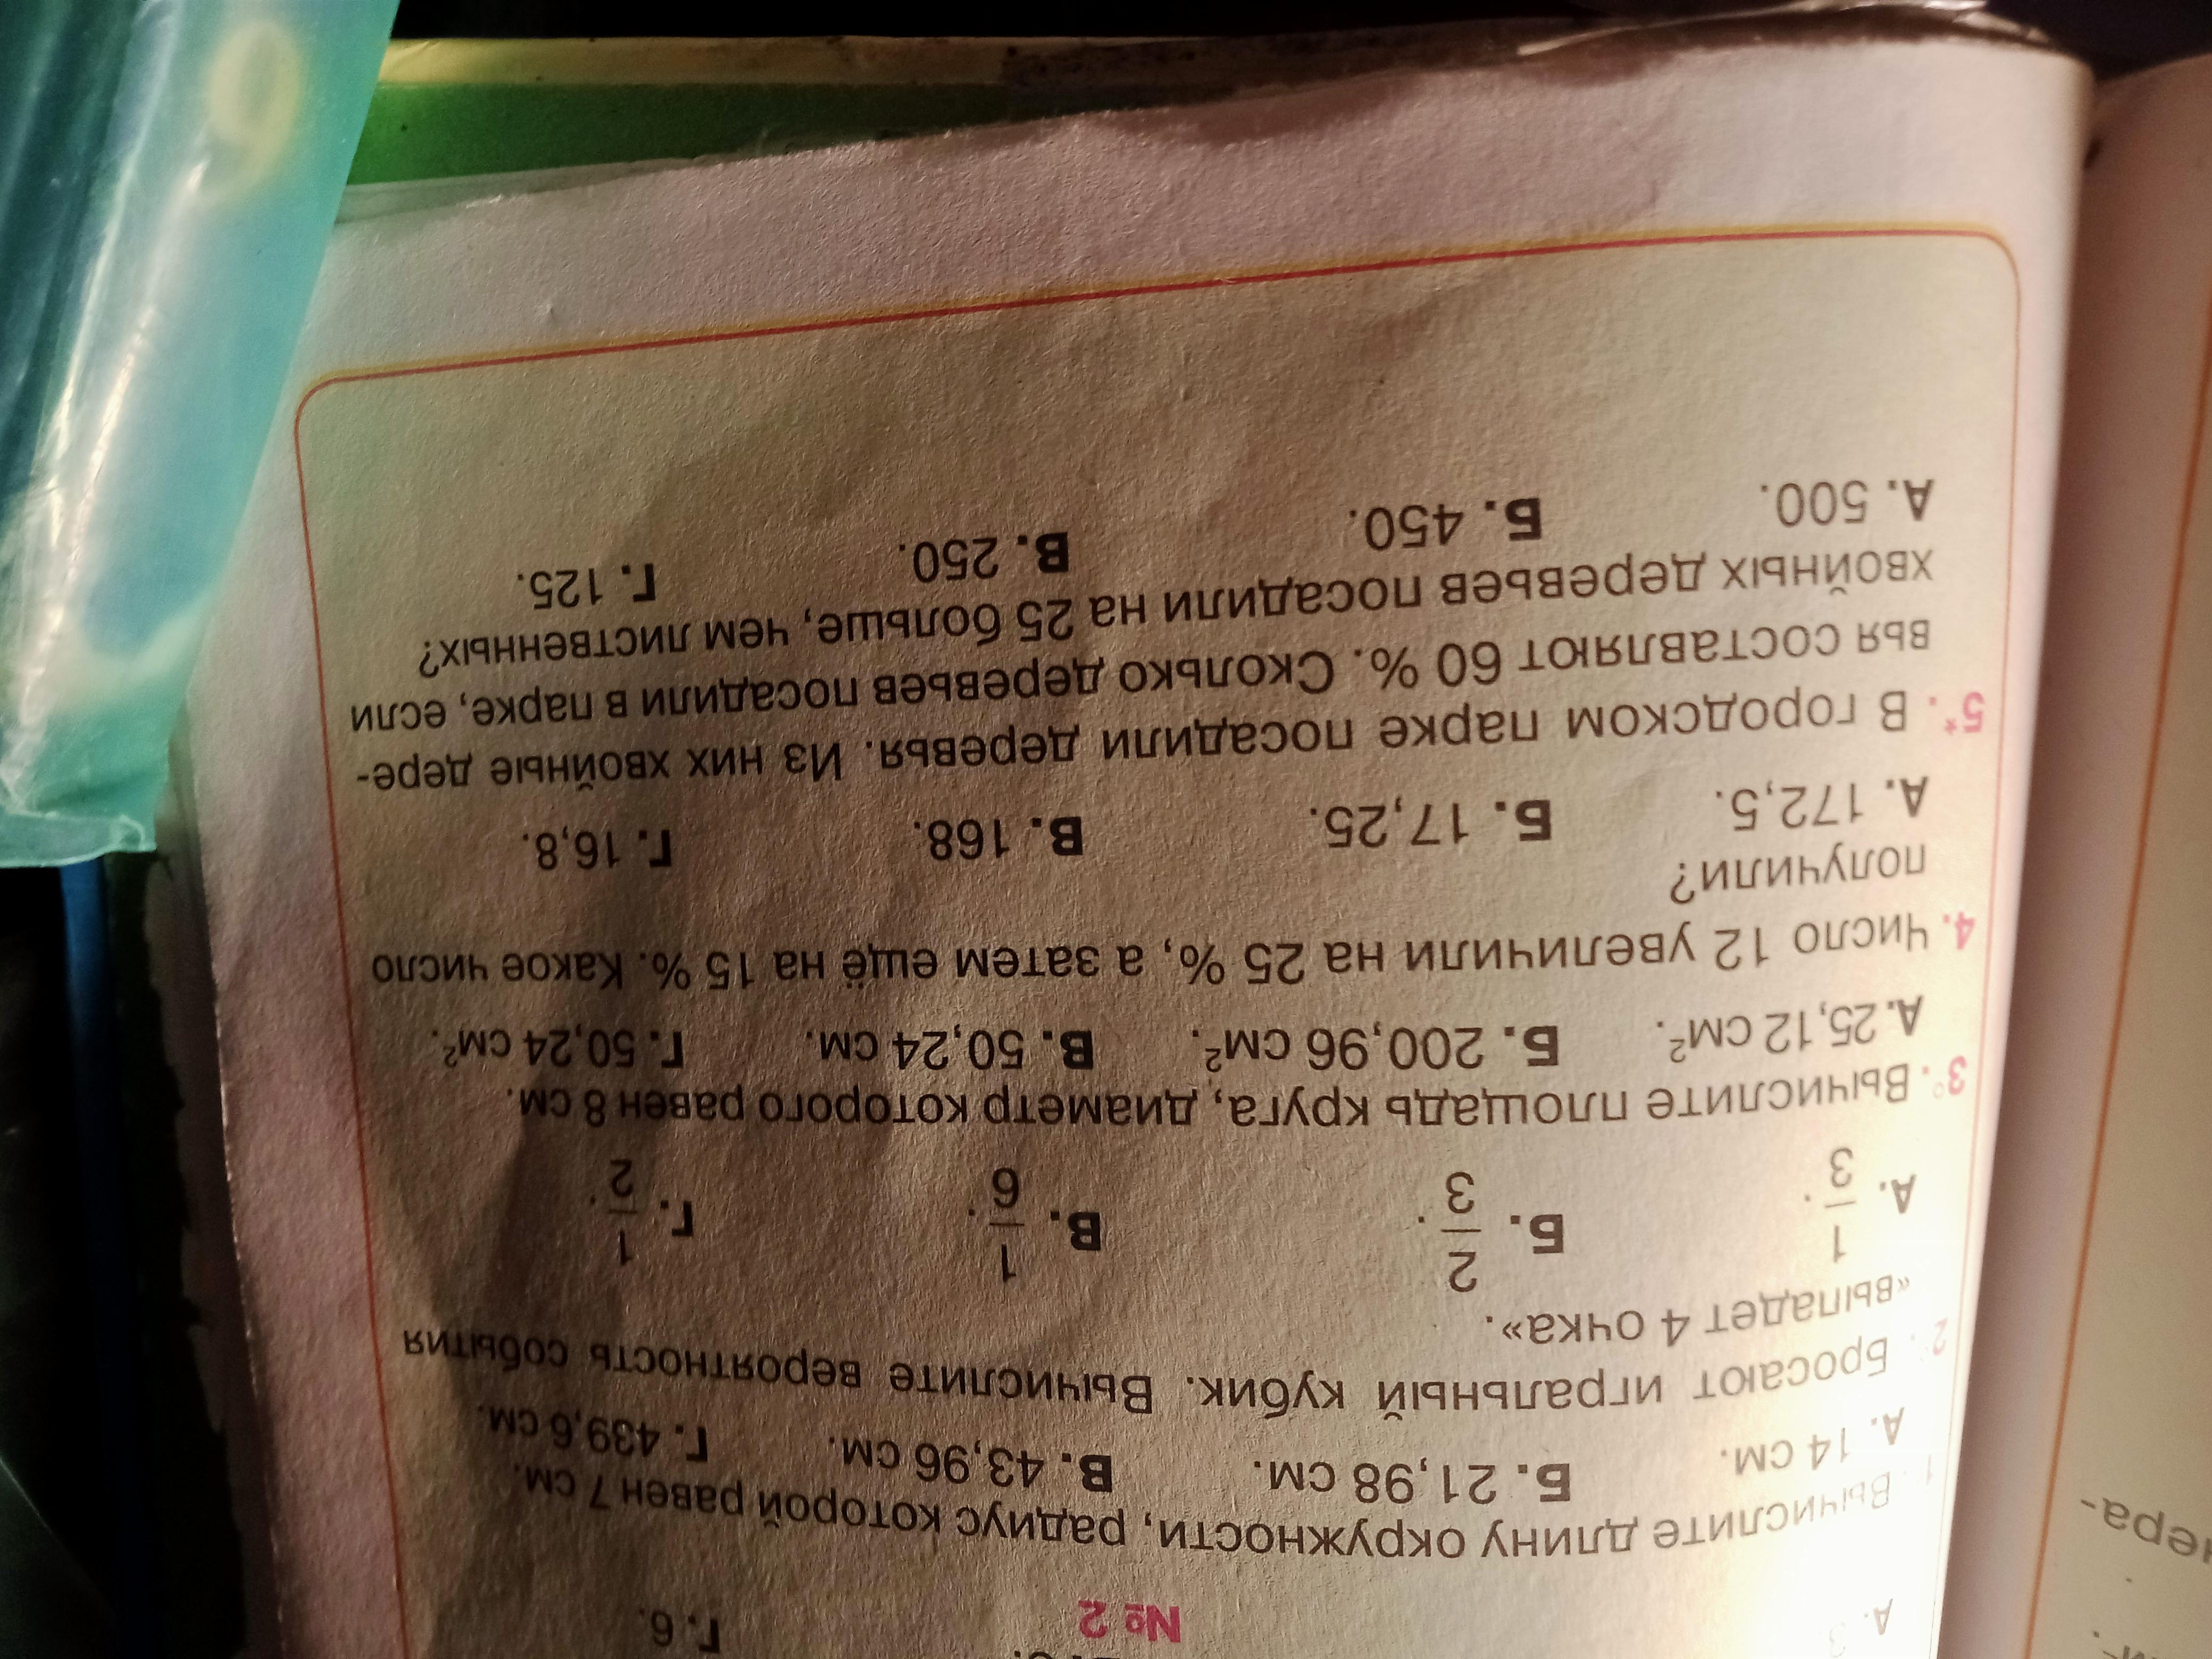 Г. 6.
№ 2
Вычислите длину окружности, радиус которой равен 7 см.
А. 14 см. Б. 21,98 см. В. 43,96 см. Г. 439,6 см.
2. Бросают игральный кубик. Вычислите вероятность события
«выпадет 4 очка».
А. 1/3. Б. 2/3. В. 1/6. Г. 1/2.
3°. Вычислите площадь круга, диаметр которого равен 8 см.
А. 25,12 см². Б. 200,96 см². В. 50,24 см. Г. 50,24 см².
4. Число 12 увеличили на 25 %, а затем ещё на 15 %. Какое число
получили?
А. 172,5. Б. 17,25. В. 168. Г. 16,8.
5*. В городском парке посадили деревья. Из них хвойные дере-
вья составляют 60 %. Сколько деревьев посадили в парке, если
хвойных деревьев посадили на 25 больше, чем лиственных?
А. 500. Б. 450. В. 250. Г. 125.